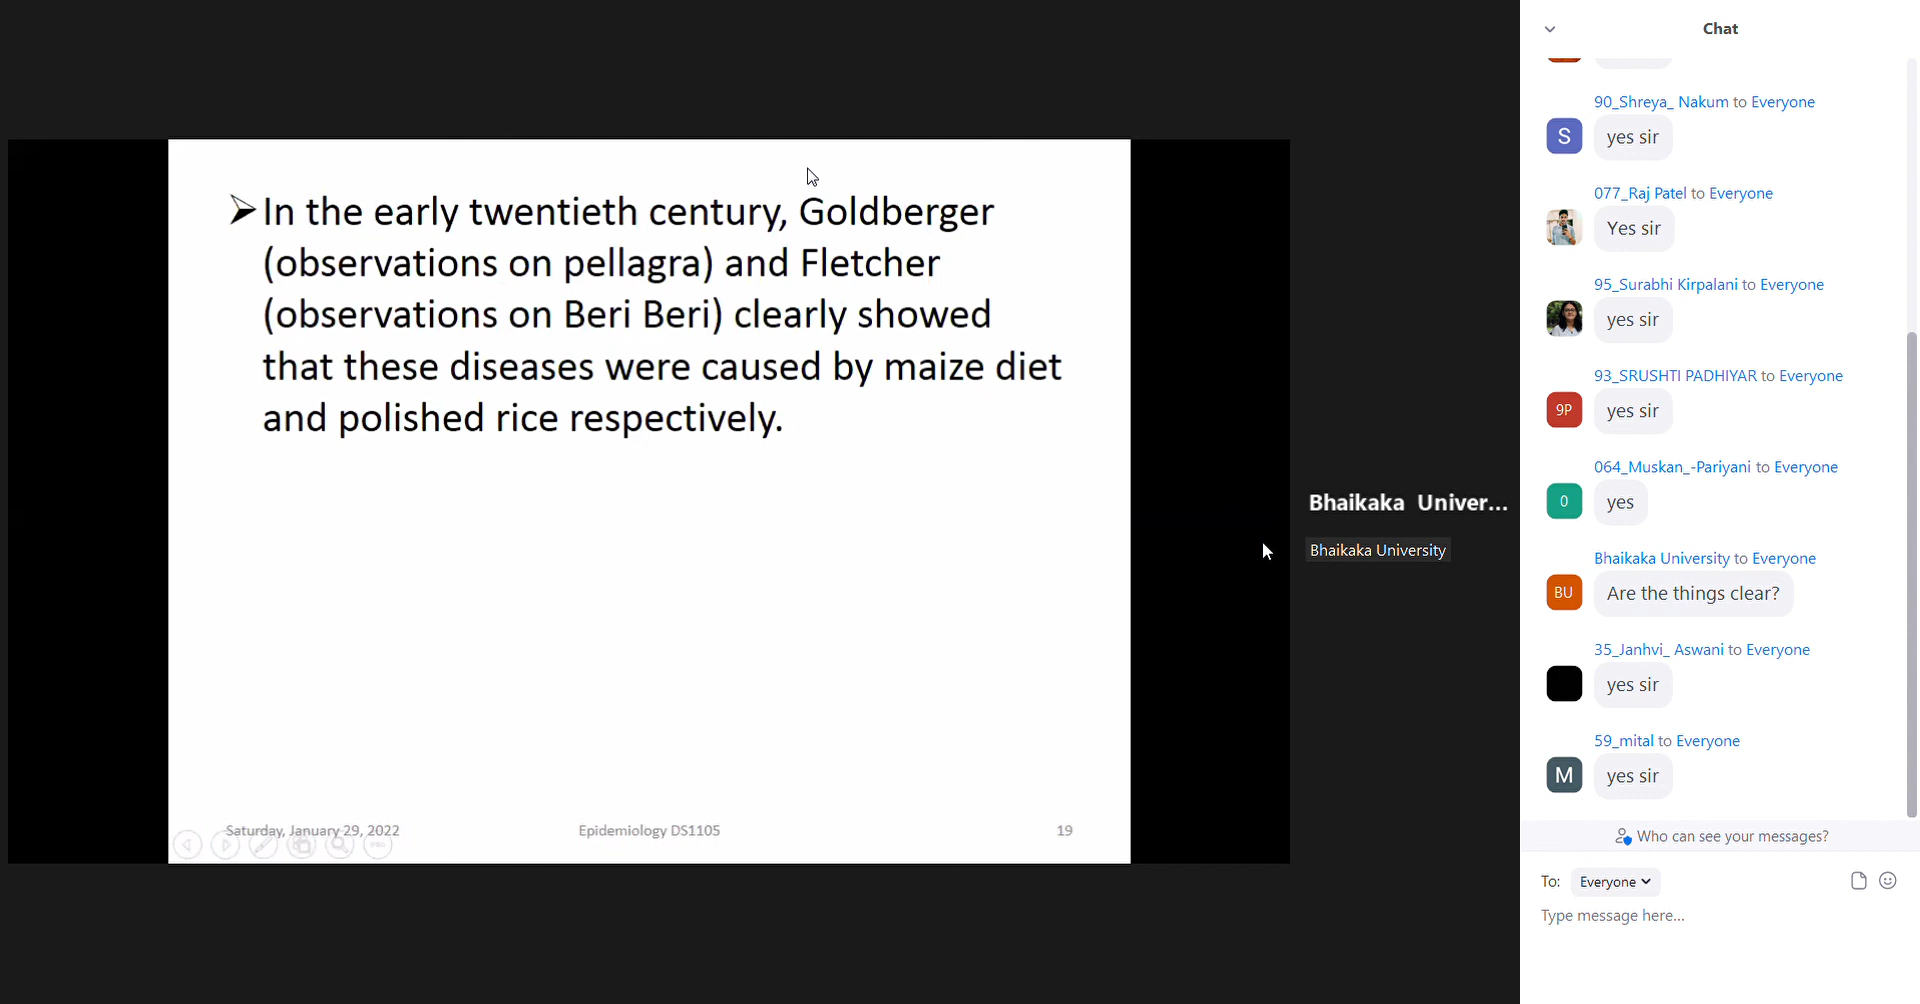 ➢In the early twentieth century, Goldberger
(observations on pellagra) and Fletcher
(observations on Beri Beri) clearly showed
that these diseases were caused by maize diet
and polished rice respectively.
Saturday, January 29, 2022
Epidemiology DS1105
19
Bhaikaka Univer...
Bhaikaka University
Chat
90_Shreya_ Nakum to Everyone
S
yes sir
077_Raj Patel to Everyone
Yes sir
95_Surabhi Kirpalani to Everyone
yes sir
93_SRUSHTI PADHIYAR to Everyone
9P
yes sir
064_Muskan_-Pariyani to Everyone
0
yes
Bhaikaka University to Everyone
BU
Are the things clear?
35_Janhvi_ Aswani to Everyone
yes sir
59_mital to Everyone
M
yes sir
Who can see your messages?
To: Everyone
Type message here...